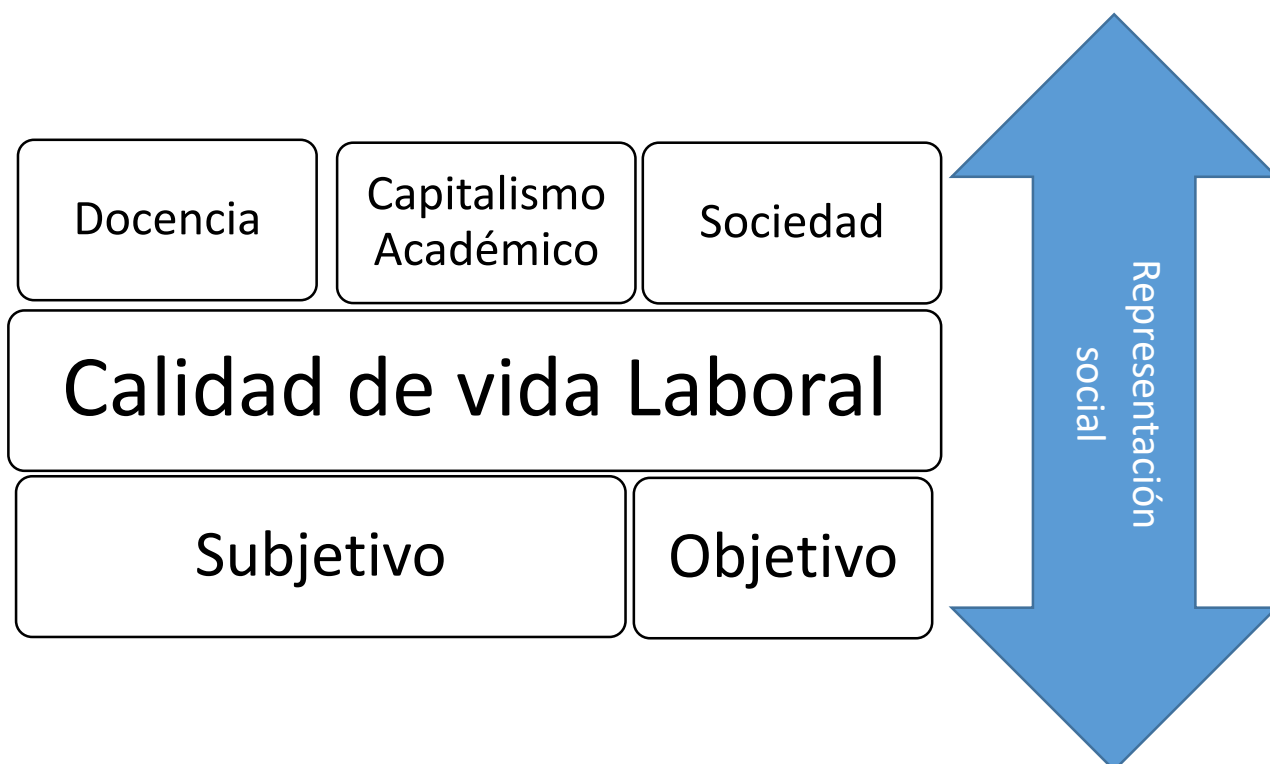 Docencia
Capitalismo
Académico
Sociedad
Calidad de vida Laboral
Subjetivo
Objetivo
Representación
social